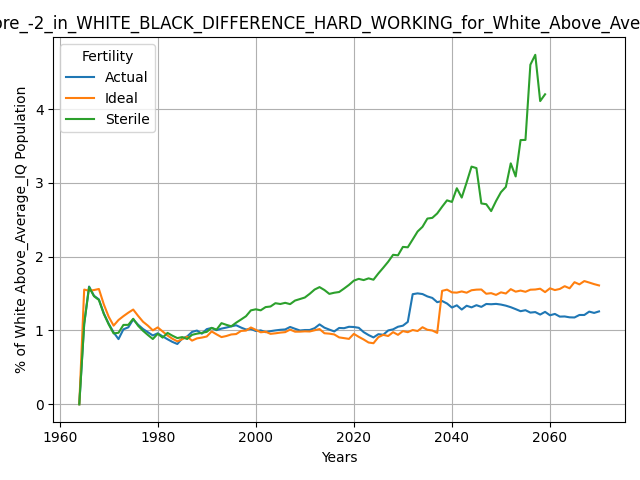 ore_-2_in_WHITE_BLACK_DIFFERENCE_HARD_WORKING_for_White_Above_Ave
Fertility
Actual
Ideal
Sterile
% of White Above_Average_IQ Population
4
3
2
1
0
1960
1980
2000
2020
2040
2060
Years